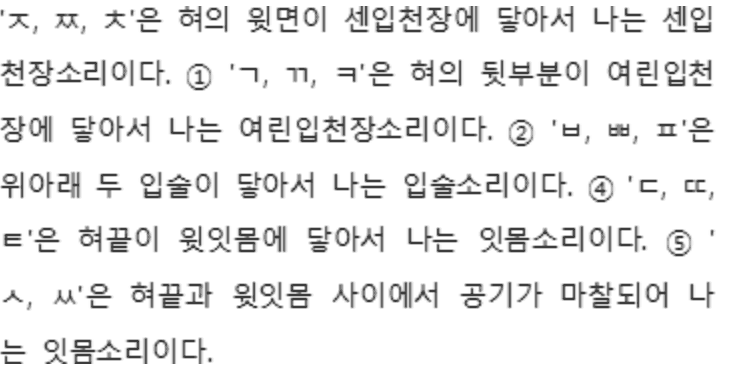 'ㅈ, ㅉ, ㅊ'은 혀의 윗면이 센입천장에 닿아서 나는 센입
천장소리이다. ① 'ㄱ, ㄲ, ㅋ'은 혀의 뒷부분이 여린입천
장에 닿아서 나는 여린입천장소리이다. ② 'ㅂ, ㅃ, ㅍ'은
위아래 두 입술이 닿아서 나는 입술소리이다. ④ 'ㄷ, ㄸ,
ㅌ'은 혀끝이 윗잇몸에 닿아서 나는 잇몸소리이다. ⑤ '
ㅅ, ㅆ'은 혀끝과 윗잇몸 사이에서 공기가 마찰되어 나
는 잇몸소리이다.